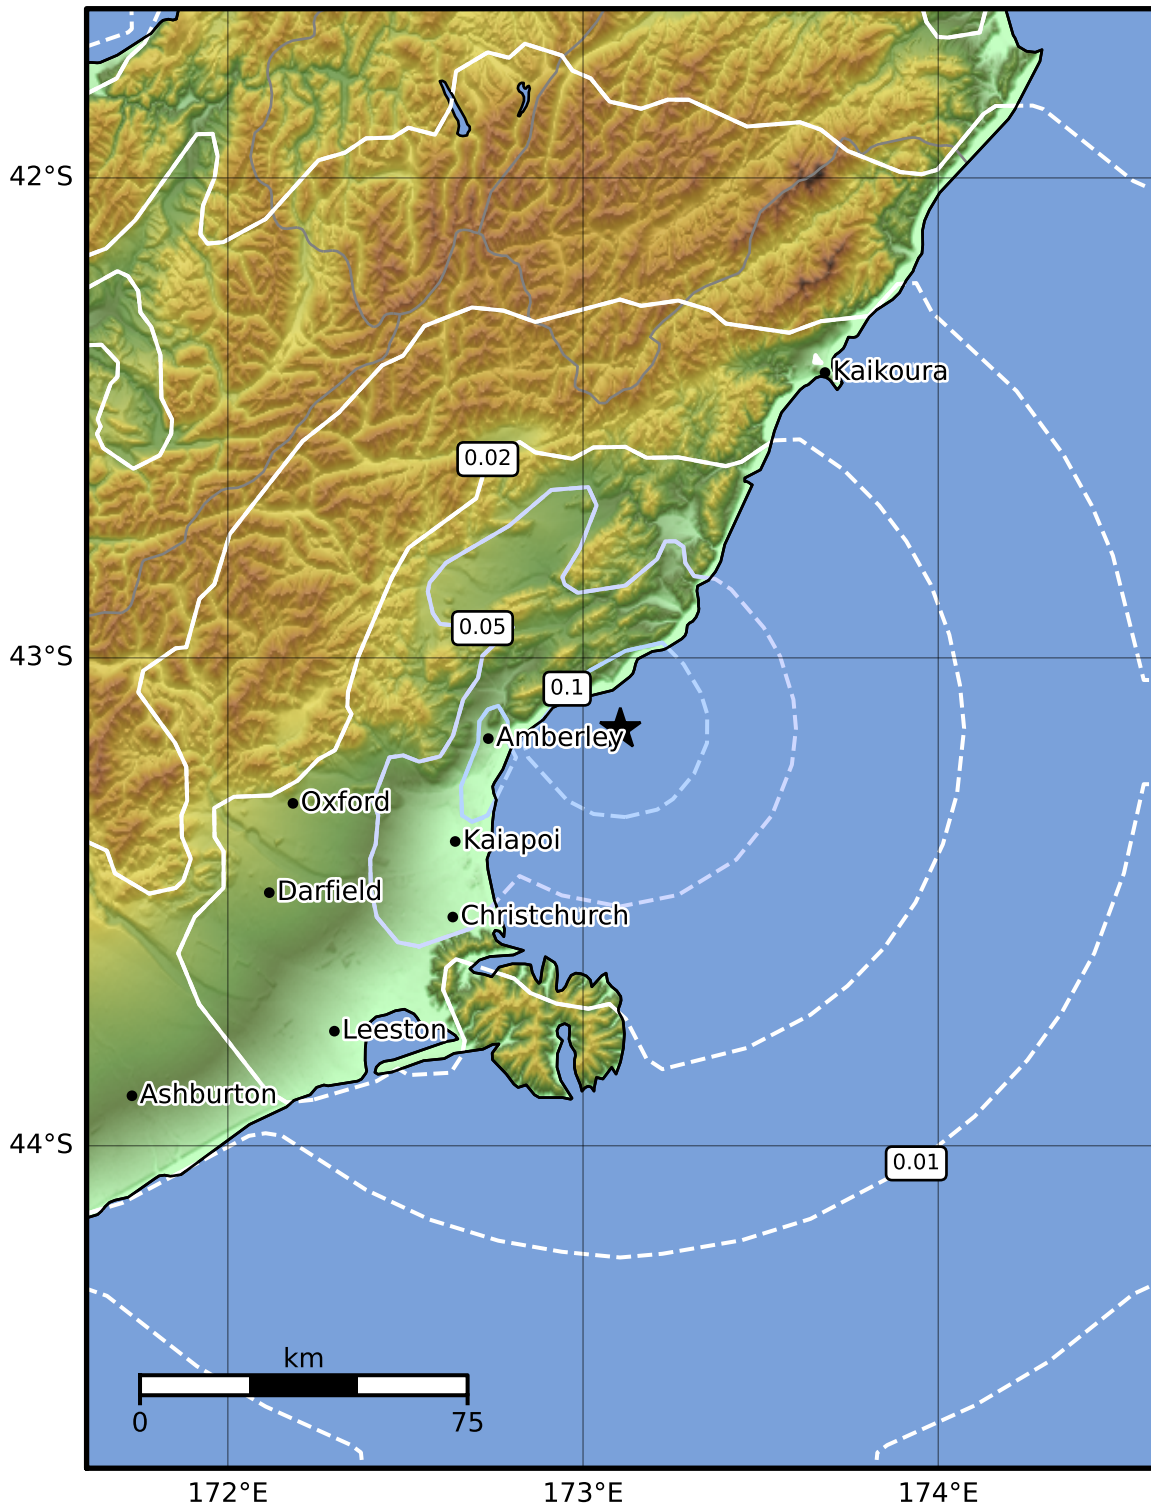 42°S
Kaikoura
0.02
0.05
43°S
0.1
Amberley
Oxford
Kaiapoi
Darfield
Christchurch
Leeston
Ashburton
44°S
0.01
km
0 75
172°E 173°E 174°E